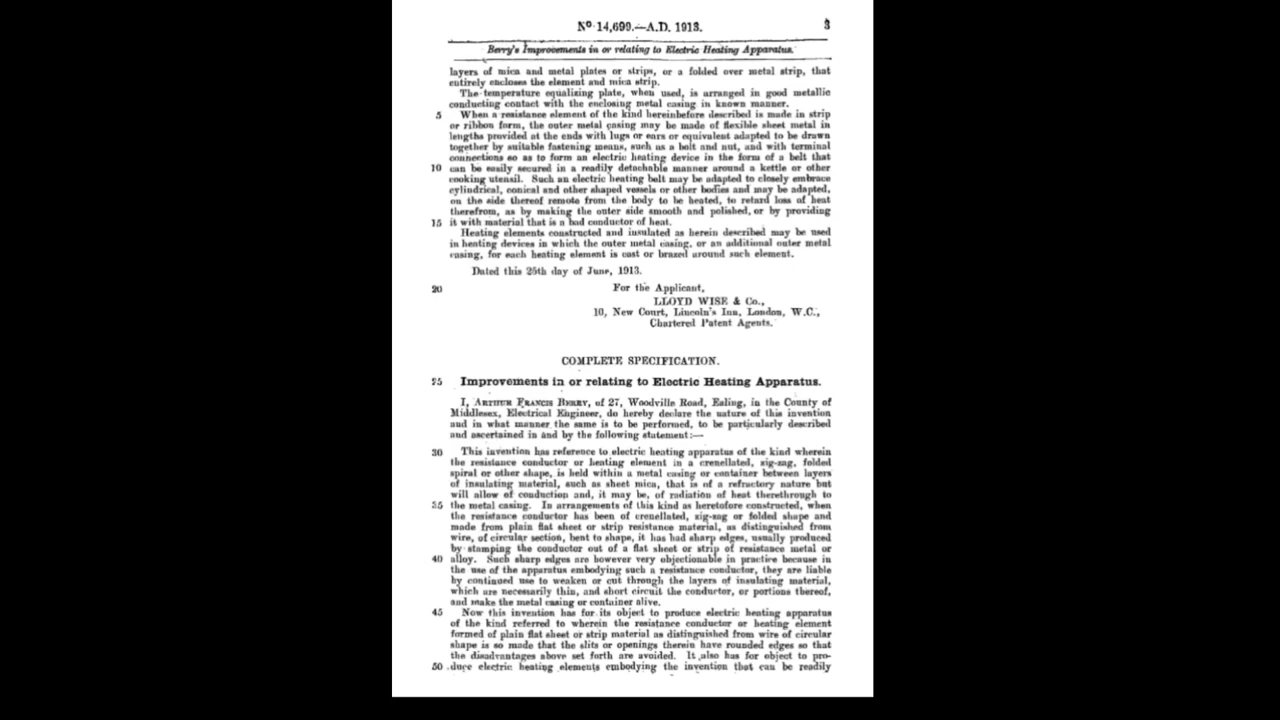 Nº 14,699.—A.D. 1913. 3
Berry's Improvements in or relating to Electric Heating Apparatus.
layers of mica and metal plates or strips, or a folded over metal strip, that
entirely encloses the element and mica strip.
The temperature equalizing plate, when used, is arranged in good metallic
conducting contact with the enclosing metal casing in known manner.
5 When a resistance element of the kind hereinbefore described is made in strip
or ribbon form, the outer metal casing may be made of flexible sheet metal in
lengths provided at the ends with lugs or ears or equivalent adapted to be drawn
together by suitable fastening means, such as a bolt and nut, and with terminal
connections so as to form an electric heating device in the form of a belt that
10 can be easily secured in a readily detachable manner around a kettle or other
cooking utensil. Such an electric heating belt may be adapted to closely embrace
cylindrical, conical and other shaped vessels or other bodies and may be adapted,
on the side thereof remote from the body to be heated, to retard loss of heat
therefrom, as by making the outer side smooth and polished, or by providing
15 it with material that is a bad conductor of heat.
Heating elements constructed and insulated as herein described may be used
in heating devices in which the outer metal casing, or an additional outer metal
casing, for each heating element is cast or brazed around such element.
Dated this 25th day of June, 1913.
20 For the Applicant,
LLOYD WISE & Co.,
10, New Court, Lincoln's Inn, London, W.C.,
Chartered Patent Agents.
COMPLETE SPECIFICATION.
25 Improvements in or relating to Electric Heating Apparatus.
I, ARTHUR FRANCIS BERRY, of 27, Woodville Road, Ealing, in the County of
Middlesex, Electrical Engineer, do hereby declare the nature of this invention
and in what manner the same is to be performed, to be particularly described
and ascertained in and by the following statement:—
30 This invention has reference to electric heating apparatus of the kind wherein
the resistance conductor or heating element in a crenellated, zig-zag, folded
spiral or other shape, is held within a metal casing or container between layers
of insulating material, such as sheet mica, that is of a refractory nature but
will allow of conduction and, it may be, of radiation of heat therethrough to
35 the metal casing. In arrangements of this kind as heretofore constructed, when
the resistance conductor has been of crenellated, zig-zag or folded shape and
made from plain flat sheet or strip resistance material, as distinguished from
wire, of circular section, bent to shape, it has had sharp edges, usually produced
by stamping the conductor out of a flat sheet or strip of resistance metal or
40 alloy. Such sharp edges are however very objectionable in practice because in
the use of the apparatus embodying such a resistance conductor, they are liable
by continued use to weaken or cut through the layers of insulating material,
which are necessarily thin, and short circuit the conductor, or portions thereof,
and make the metal casing or container alive.
45 Now this invention has for its object to produce electric heating apparatus
of the kind referred to wherein the resistance conductor or heating element
formed of plain flat sheet or strip material as distinguished from wire of circular
shape is so made that the slits or openings therein have rounded edges so that
the disadvantages above set forth are avoided. It also has for object to pro-
50 duce electric heating elements embodying the invention that can be readily